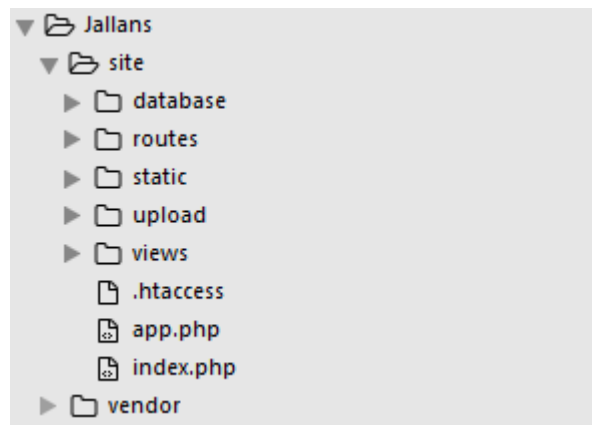 Jallans
site
database
routes
static
upload
views
.htaccess
app.php
index.php
vendor